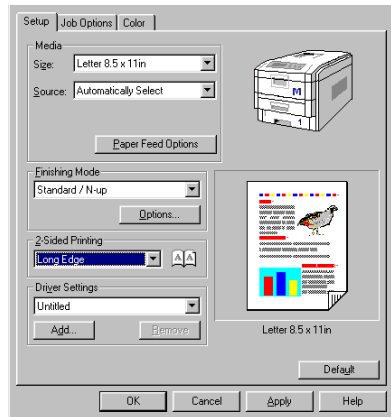 Setup Job Options Color
Media
Size: Letter 8.5 x 11in
Source: Automatically Select
Paper Feed Options
M
1
Finishing Mode
Standard / N-up
Options...
2-Sided Printing
Long Edge
A A
Driver Settings
Untitled
Add... Remove
Letter 8.5 x 11in
Default
OK Cancel Apply Help